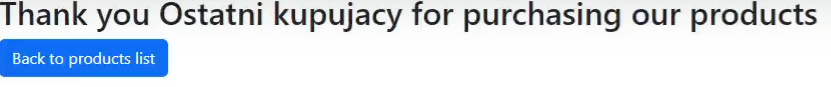 Thank you Ostatni kupujacy for purchasing our products
Back to products list